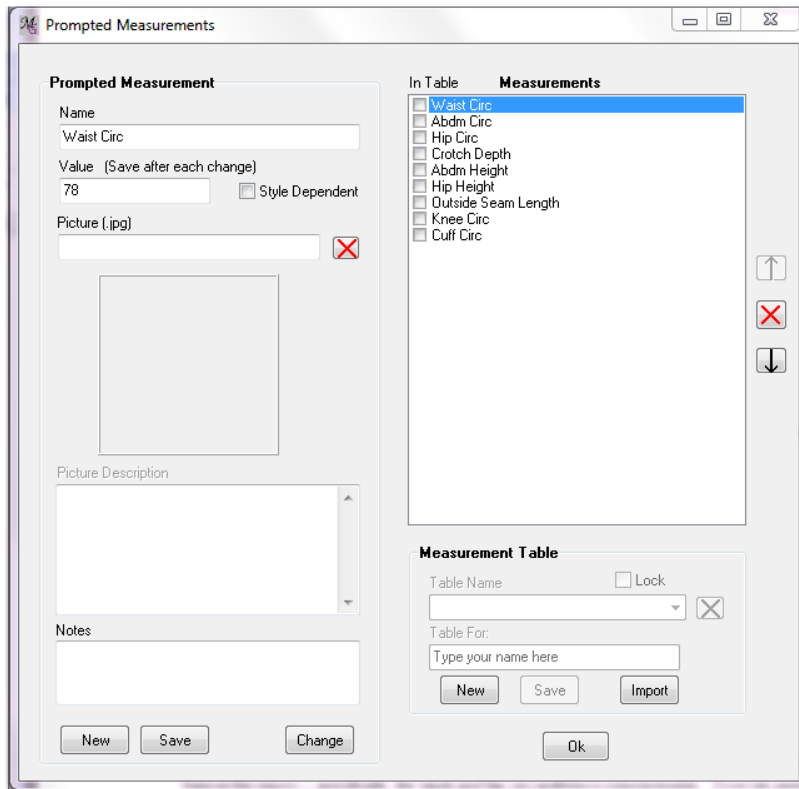 Prompted Measurements
Prompted Measurement
Name
Waist Circ
Value (Save after each change)
78
Style Dependent
Picture (.jpg)
Picture Description
Notes
New Save Change
In Table Measurements
Waist Circ
Abdm Circ
Hip Circ
Crotch Depth
Abdm Height
Hip Height
Outside Seam Length
Knee Circ
Cuff Circ
Measurement Table
Table Name Lock
Table For:
Type your name here
New Save Import
Ok